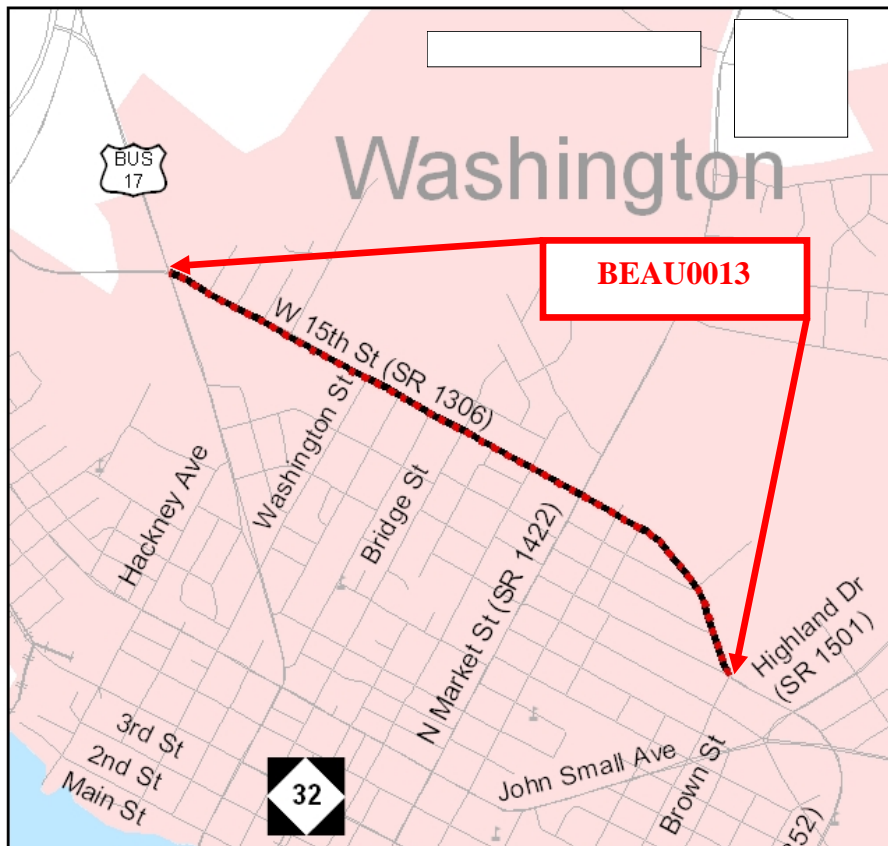 BUS
17
Washington
BEAU0013
W 15th St (SR 1306)
Washington St
Hackney Ave
Bridge St
N Market St (SR 1422)
Highland Dr
(SR 1501)
3rd St
2nd St
Main St
32
John Small Ave
Brown St
352)